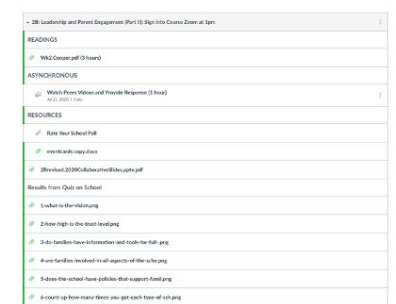 2B: Leadership and Parent Engagement (Part II): Sign into Course Zoom at 1pm
READINGS
Wk2.Cooper.pdf (3 hours)
ASYNCHRONOUS
Watch Peers Videos and Provide Response (1 hour)
Jul 21, 2020 |
RESOURCES
Rate Your School Poll
eventcards copy.docx
2Brevised.2020CollaborativeSlides.pptx.pdf
Results from Quiz on School
1-what-is-the-vision.png
2-how-high-is-the-trust-level.png
3-do-families-have-information-and-tools-for-full-.png
4-are-families-involved-in-all-aspects-of-the-scho.png
5-does-the-school-have-policies-that-support-famil.png
6-count-up-how-many-times-you-got-each-type-of-sch.png